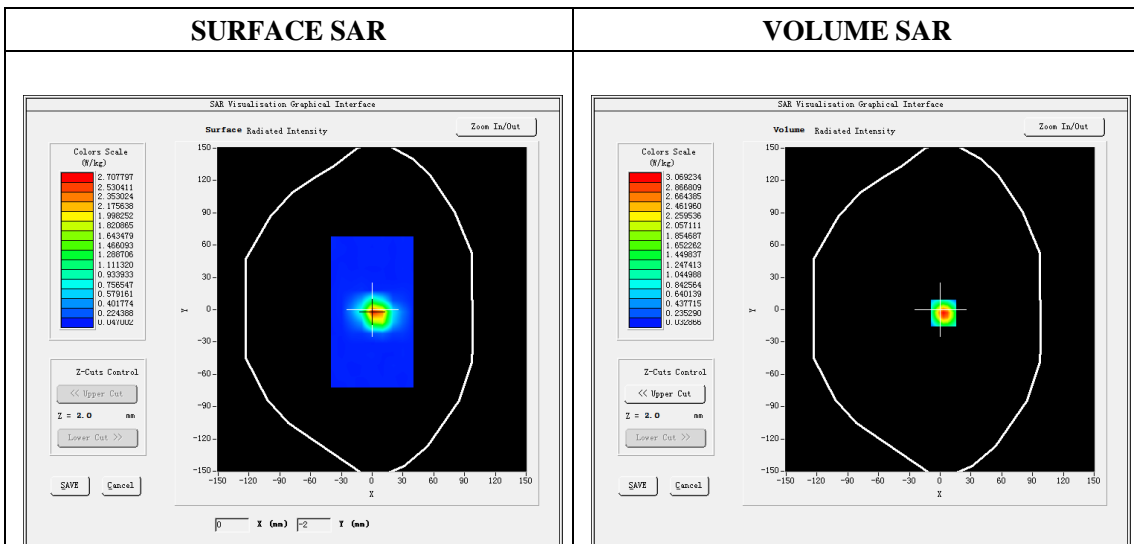 SURFACE SAR
VOLUME SAR
SAR Visualisation Graphical Interface
Surface Radiated Intensity
Zoom In/Out
Colors Scale
(W/kg)
2.707797
2.530411
2.353024
2.175638
1.998252
1.820865
1.643479
1.466093
1.288706
1.111320
0.933933
0.756547
0.579161
0.401774
0.224388
0.047002
Z-Cuts Control
<< Upper Cut
Z = 2.0 mm
Lower Cut >>
SAVE
Cancel
150
120
90
60
30
0
-30
-60
-90
-120
-150
Y
-150 -120 -90 -60 -30 0 30 60 90 120 150
X
0 X (mm) -2 Y (mm)
SAR Visualisation Graphical Interface
Volume Radiated Intensity
Zoom In/Out
Colors Scale
(W/kg)
3.069234
2.866809
2.664385
2.461960
2.259536
2.057111
1.854687
1.652262
1.449837
1.247413
1.044988
0.842564
0.640139
0.437715
0.235290
0.032866
Z-Cuts Control
<< Upper Cut
Z = 2.0 mm
Lower Cut >>
SAVE
Cancel
150
120
90
60
30
0
-30
-60
-90
-120
-150
Y
-150 -120 -90 -60 -30 0 30 60 90 120 150
X